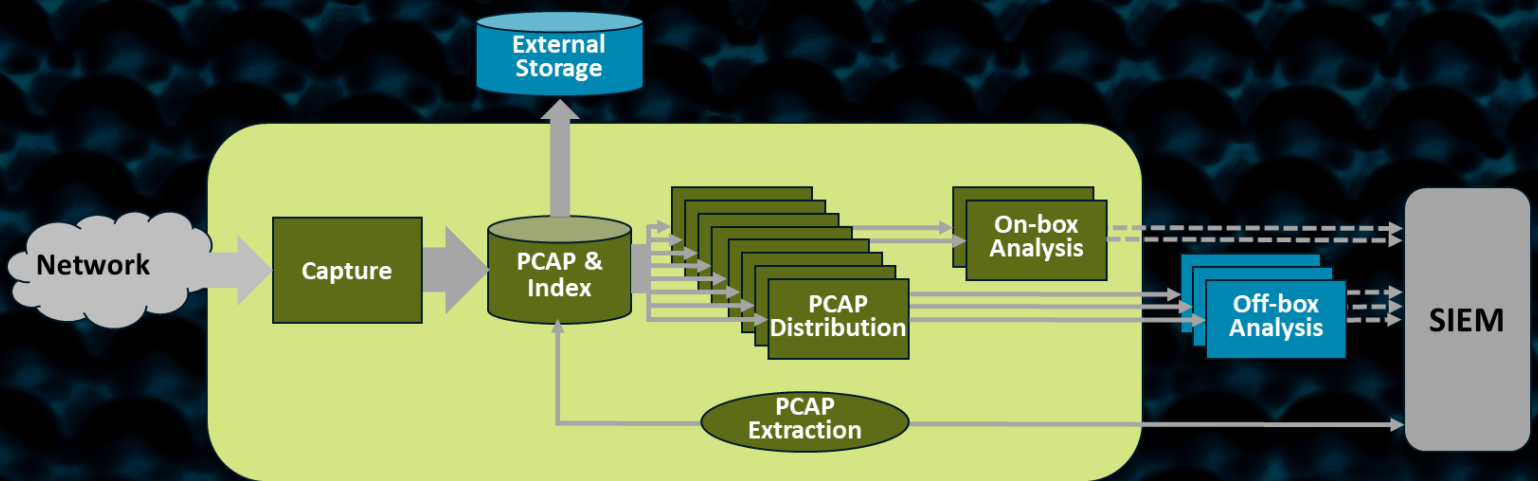 External
Storage
Network
Capture
PCAP &
Index
On-box
Analysis
PCAP
Distribution
Off-box
Analysis
SIEM
PCAP
Extraction